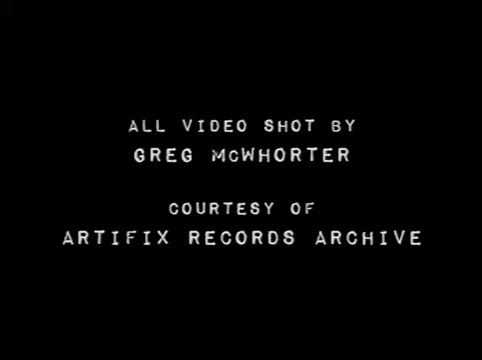 ALL VIDEO SHOT BY
GREG McWHORTER
COURTESY OF
ARTIFIX RECORDS ARCHIVE